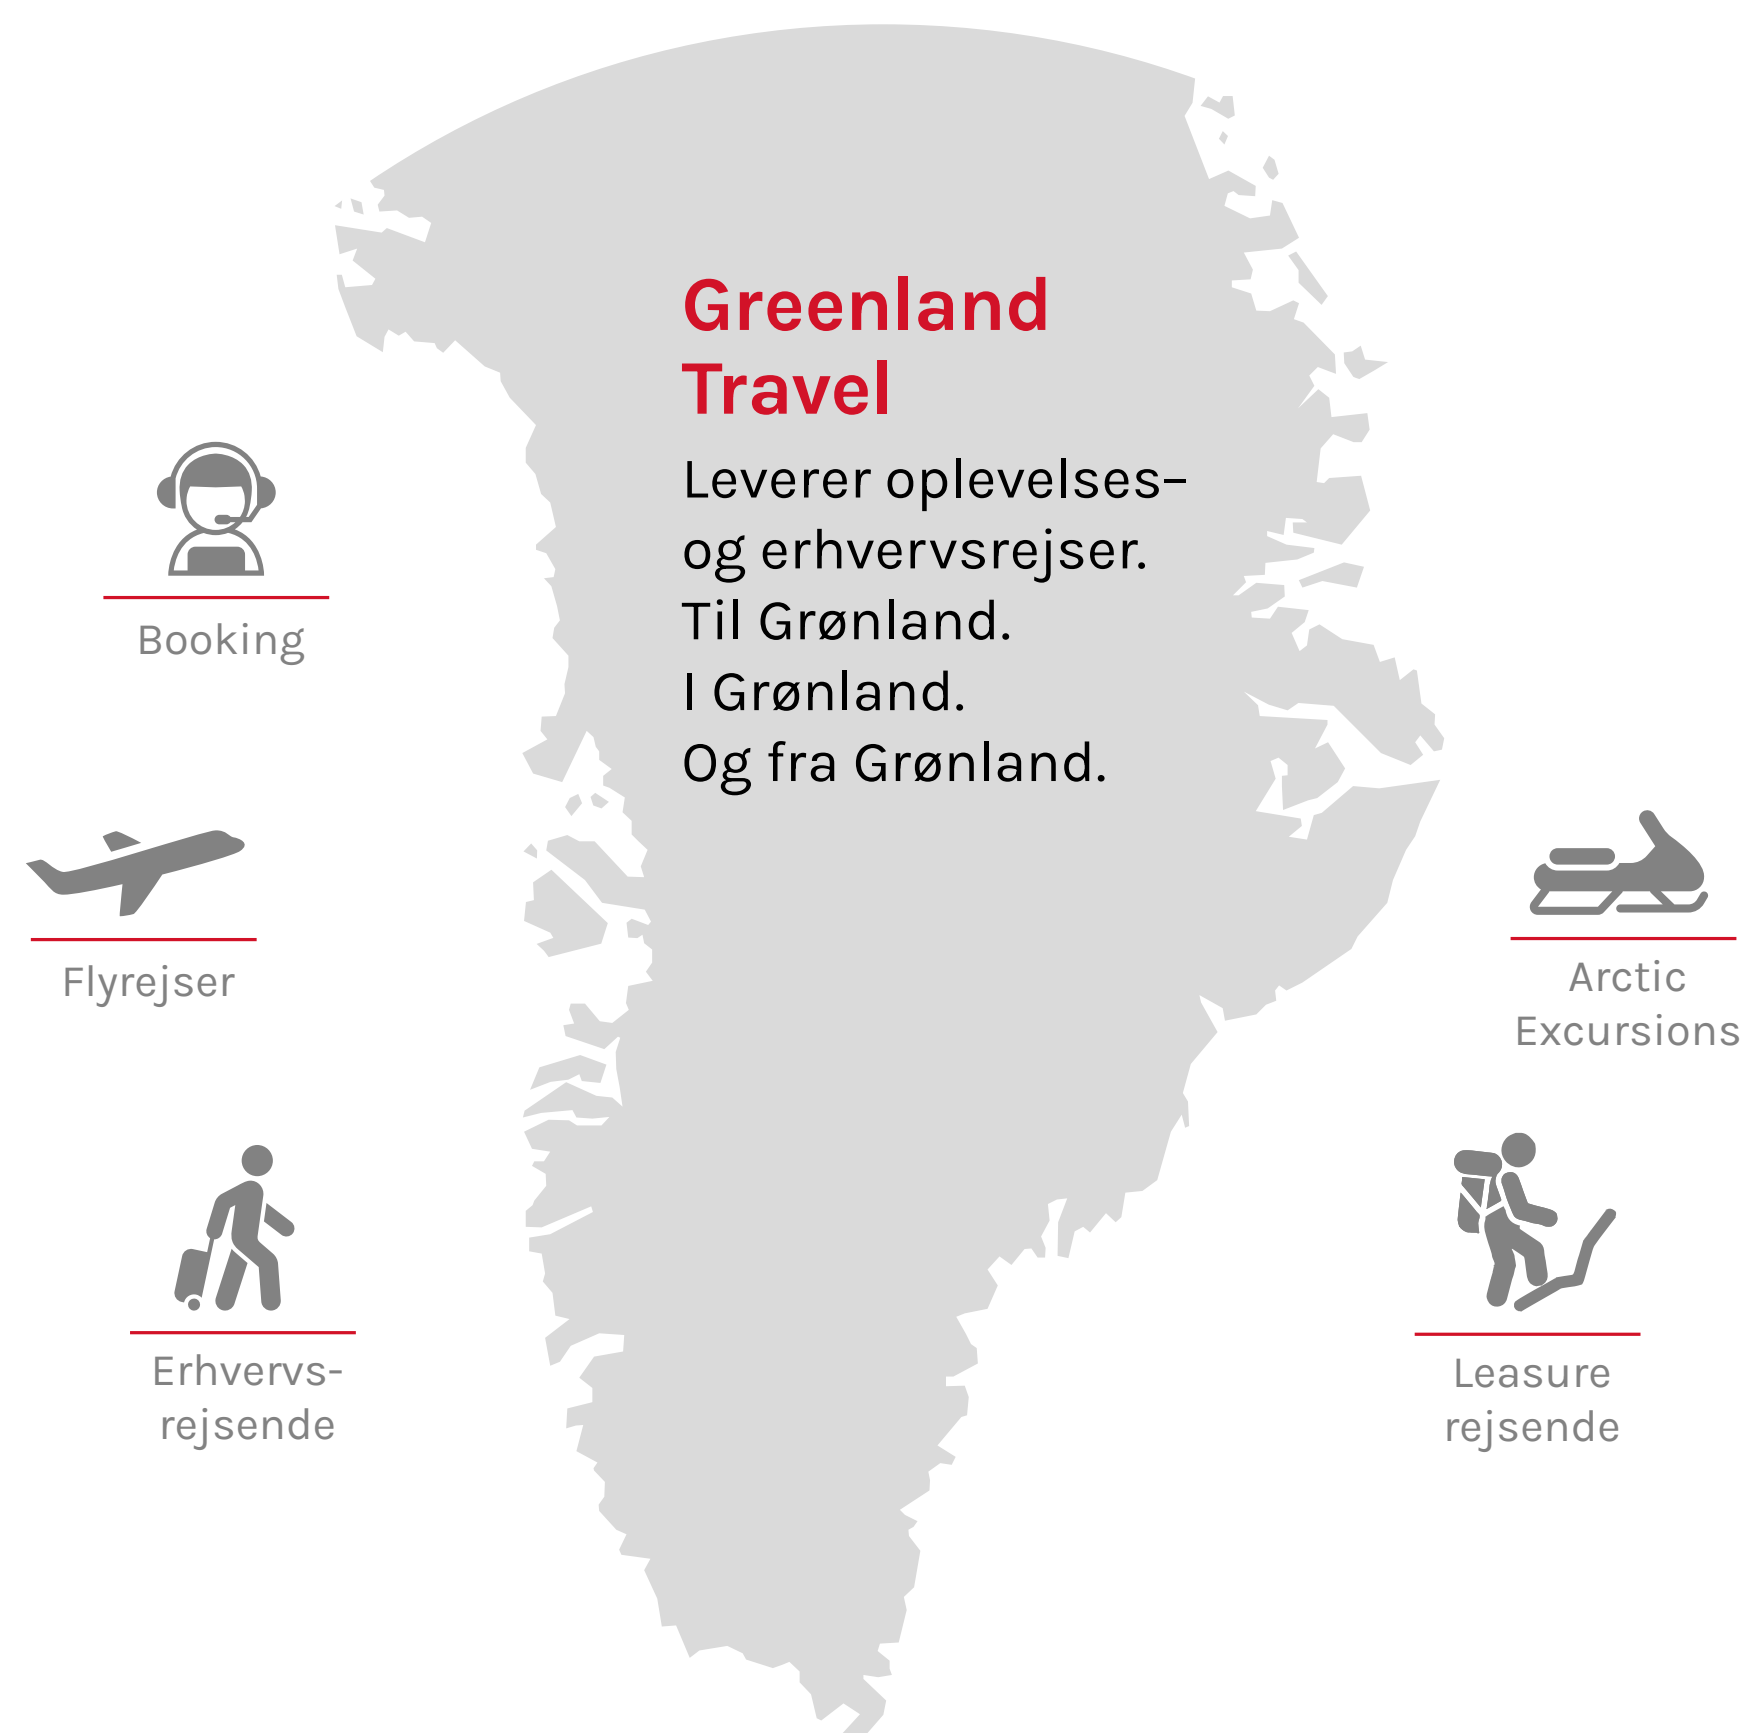 Greenland
Travel
Leverer oplevelses-
og erhvervsrejser.
Til Grønland.
I Grønland.
Og fra Grønland.
Booking
Flyrejser
Erhvervs-
rejsende
Arctic
Excursions
Leasure
rejsende